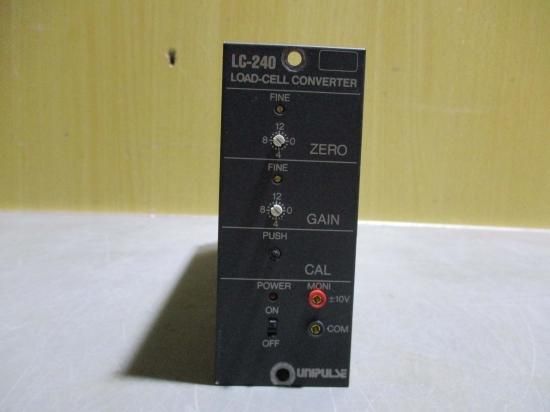 LC-240
LOAD-CELL CONVERTER
FINE
12
8 0
4
ZERO
FINE
12
8 0
4
GAIN
PUSH
CAL
POWER MONI
ON ±10V
OFF COM
UNIPULSE